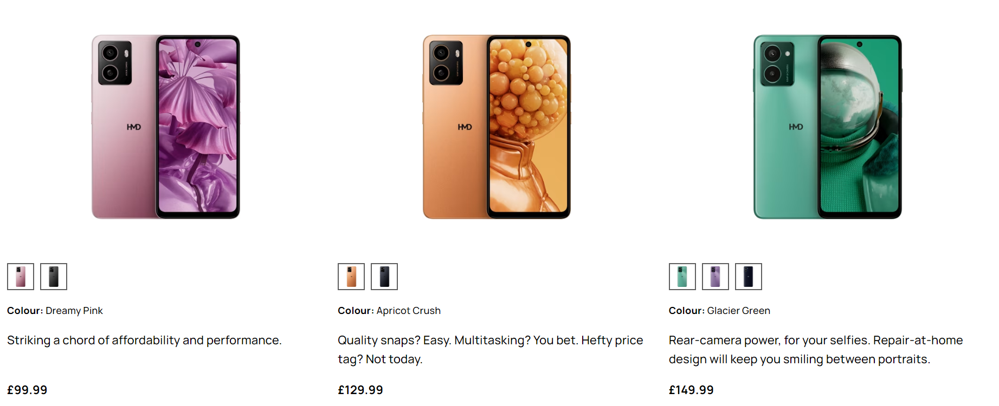 HMD
HMD
HMD
Colour: Dreamy Pink
Striking a chord of affordability and performance.
£99.99
Colour: Apricot Crush
Quality snaps? Easy. Multitasking? You bet. Hefty price
tag? Not today.
£129.99
Colour: Glacier Green
Rear-camera power, for your selfies. Repair-at-home
design will keep you smiling between portraits.
£149.99